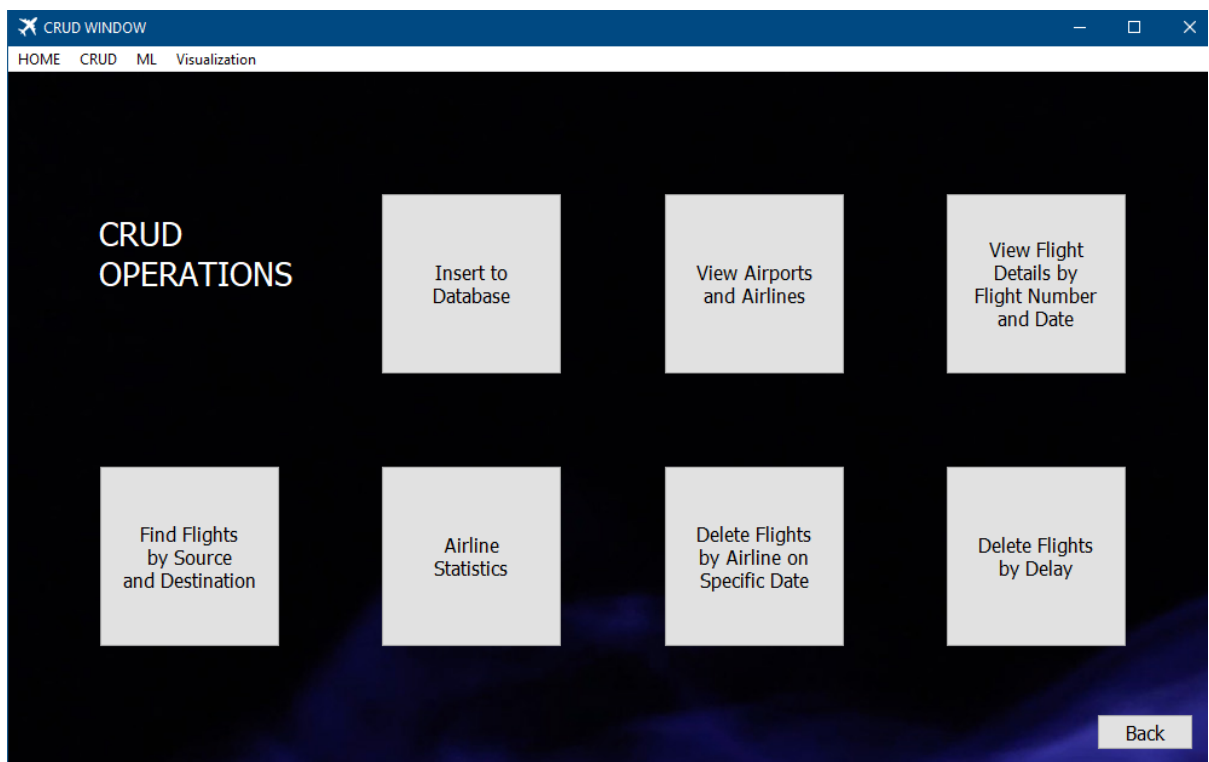 CRUD WINDOW
HOME CRUD ML Visualization
CRUD
OPERATIONS
Insert to
Database
View Airports
and Airlines
View Flight
Details by
Flight Number
and Date
Find Flights
by Source
and Destination
Airline
Statistics
Delete Flights
by Airline on
Specific Date
Delete Flights
by Delay
Back